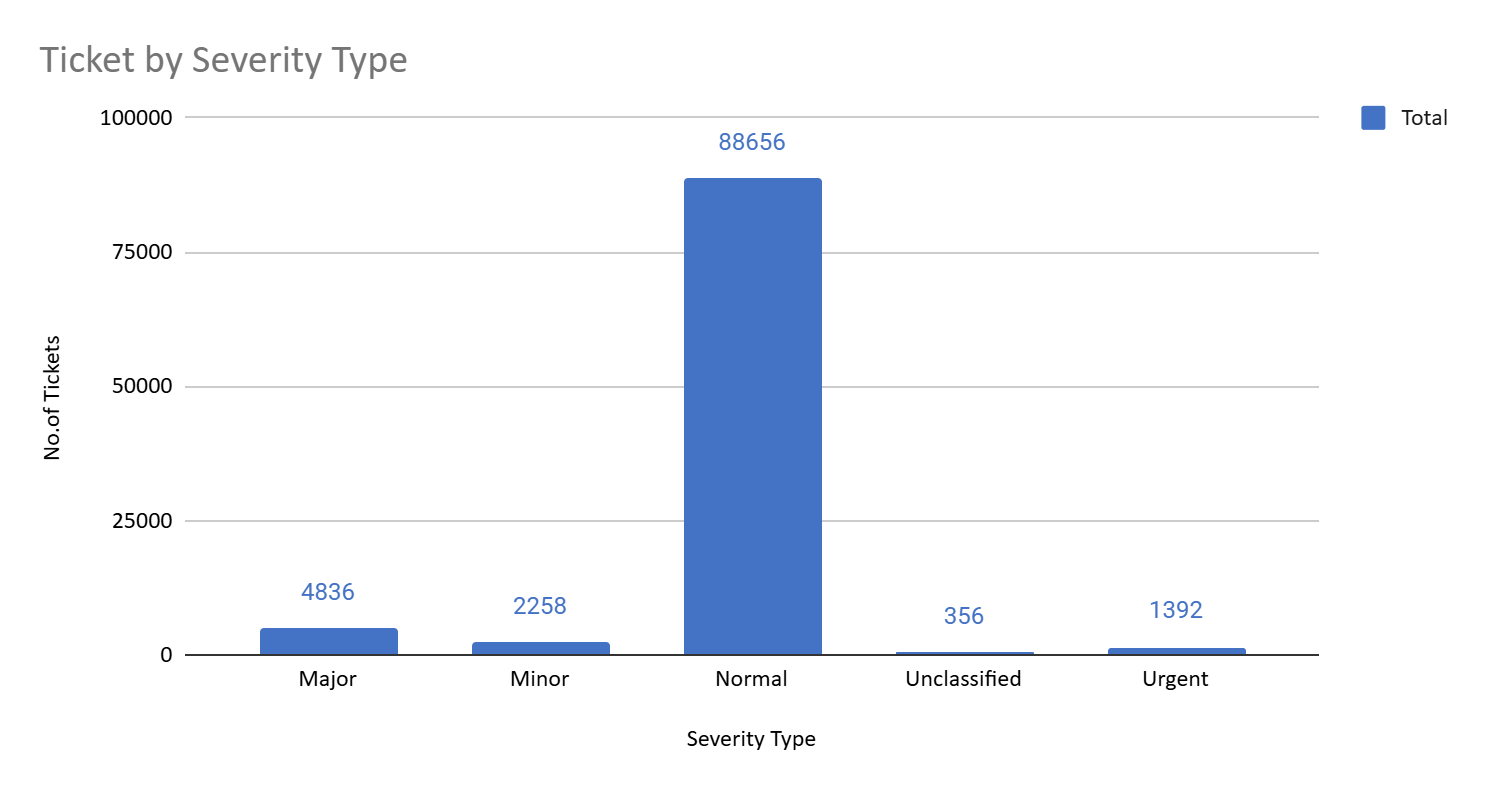 Ticket by Severity Type
Total
100000
75000
50000
25000
0
No.of Tickets
4836
2258
88656
356
1392
Major
Minor
Normal
Unclassified
Urgent
Severity Type